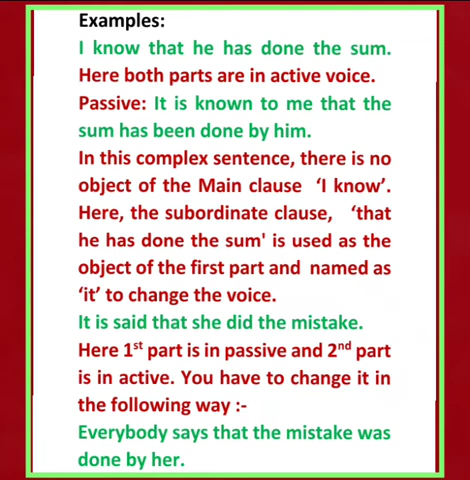 Examples:
I know that he has done the sum.
Here both parts are in active voice.
Passive: It is known to me that the
sum has been done by him.
In this complex sentence, there is no
object of the Main clause ‘I know’.
Here, the subordinate clause, ‘that
he has done the sum' is used as the
object of the first part and named as
‘it’ to change the voice.
It is said that she did the mistake.
Here 1st part is in passive and 2nd part
is in active. You have to change it in
the following way :-
Everybody says that the mistake was
done by her.